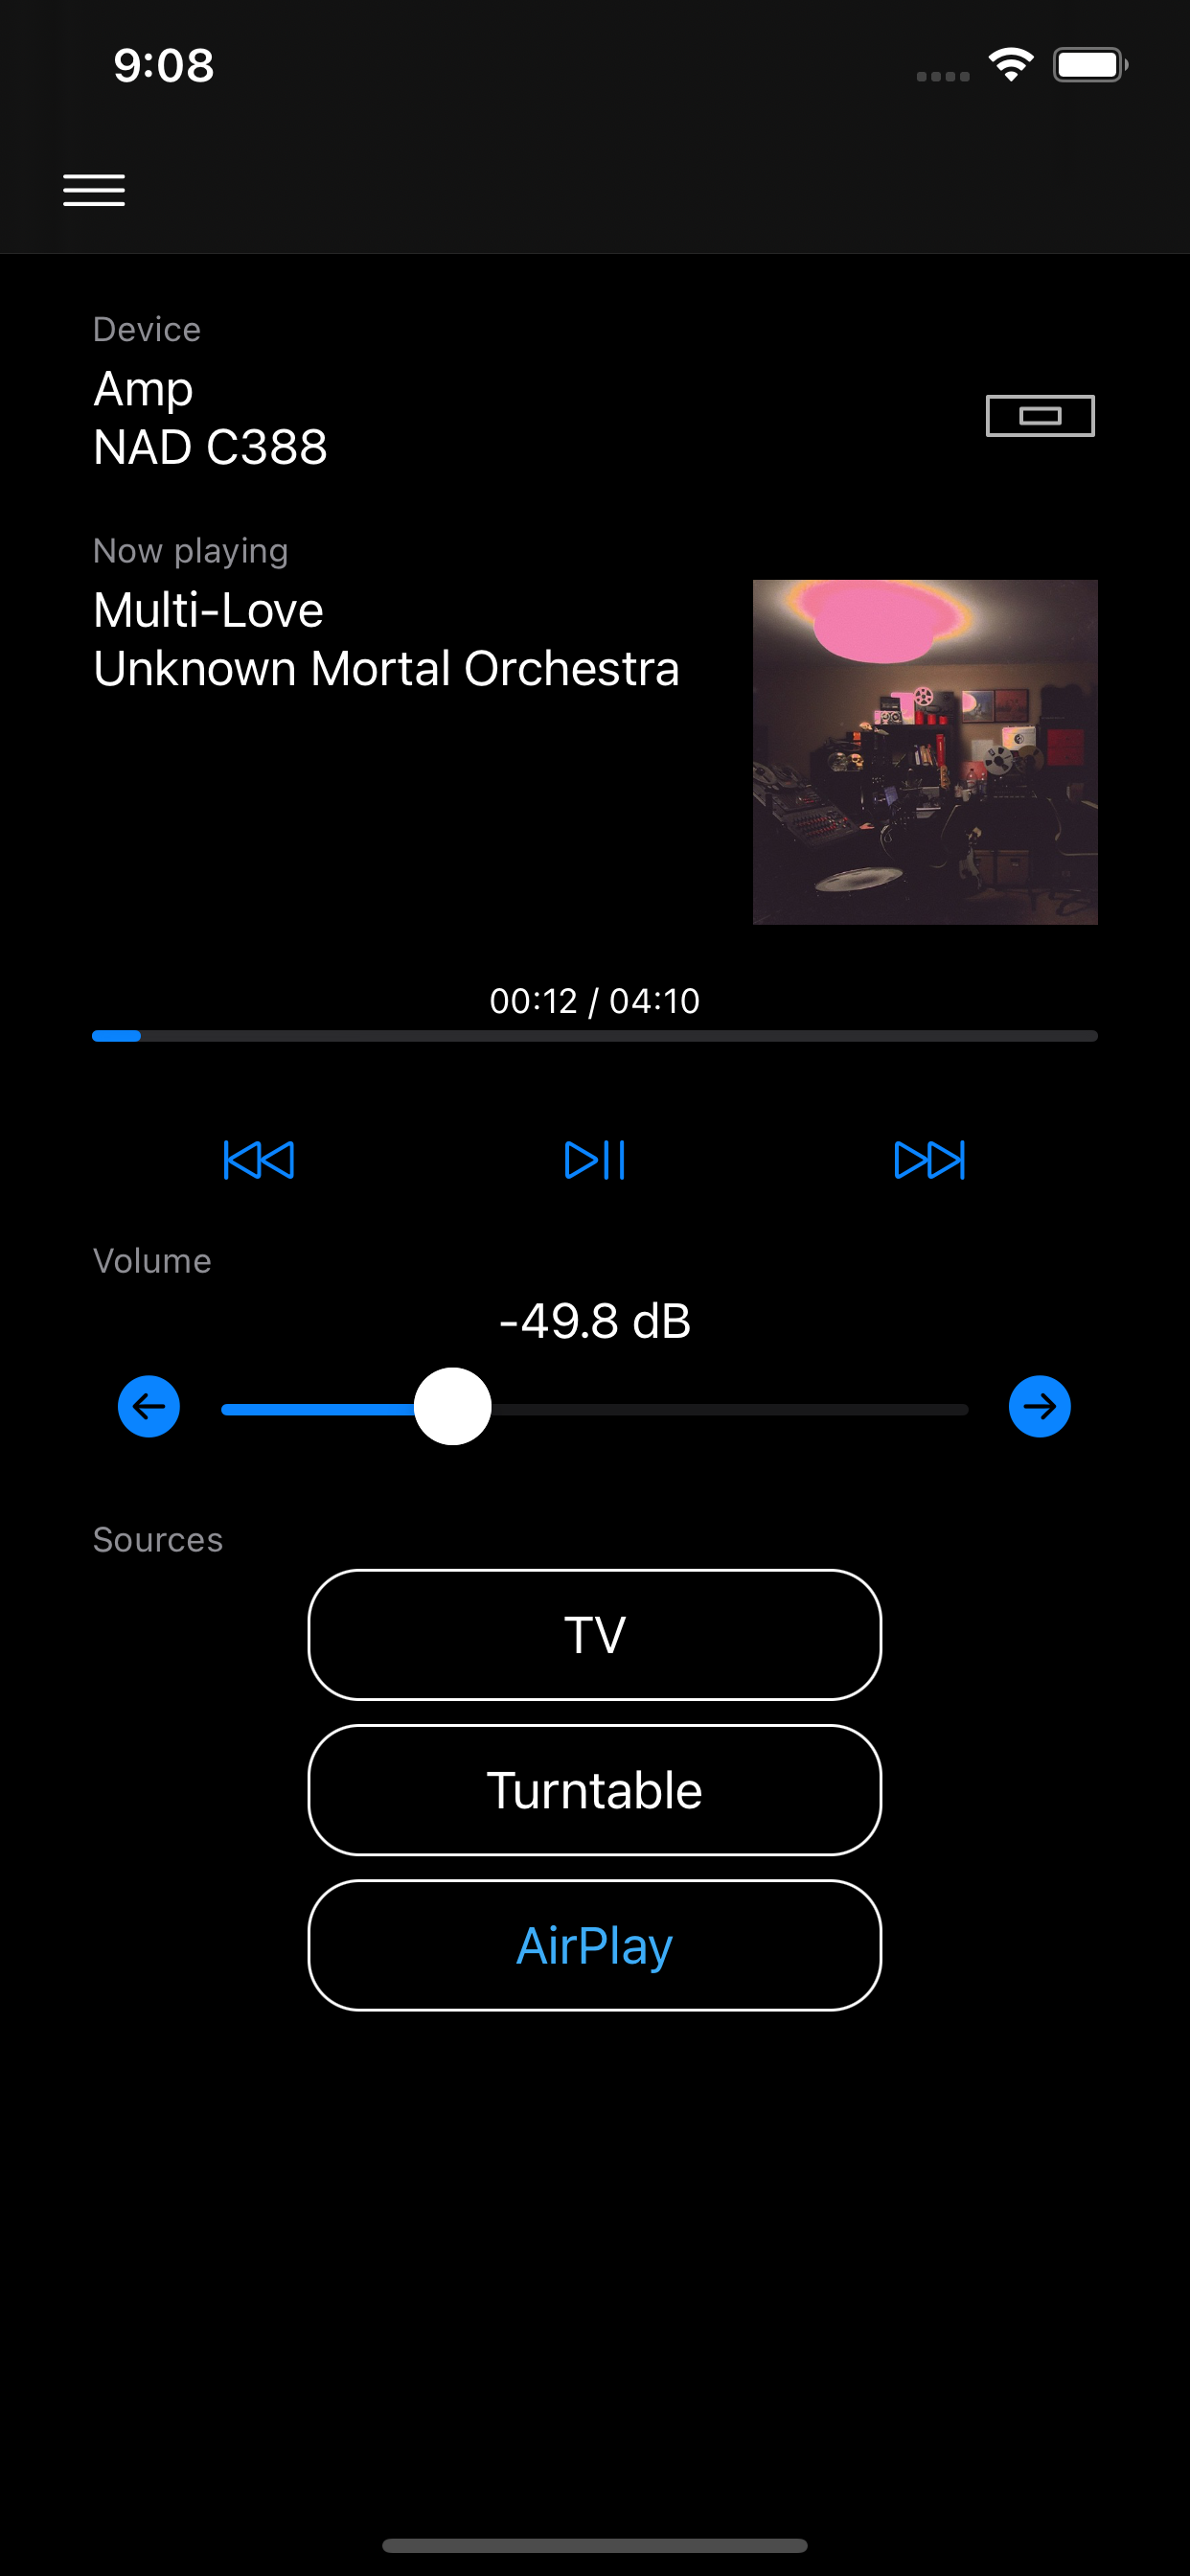 9:08
Device
Amp
NAD C388
Now playing
Multi-Love
Unknown Mortal Orchestra
00:12 / 04:10
Volume
-49.8 dB
Sources
TV
Turntable
AirPlay